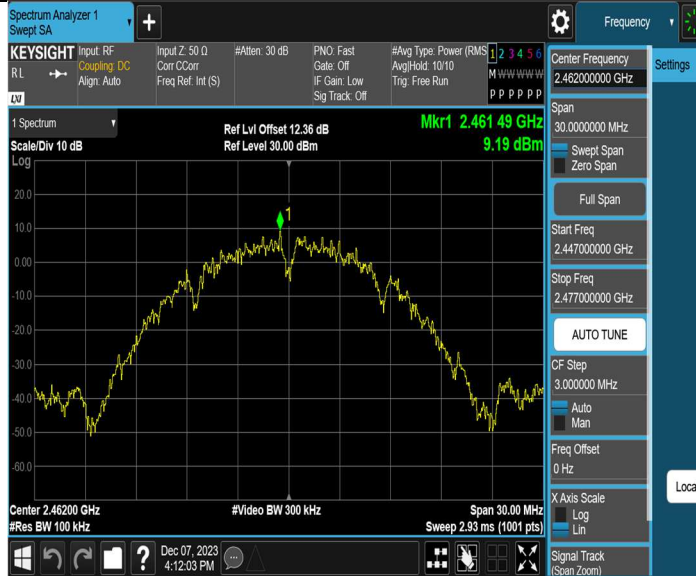 Spectrum Analyzer 1
Swept SA
Frequency
KEYSIGHT
RL
LXI
Input: RF
Coupling: DC
Align: Auto
Input Z: 50 Ω
Corr CCorr
Freq Ref: Int (S)
#Atten: 30 dB
PNO: Fast
Gate: Off
IF Gain: Low
Sig Track: Off
#Avg Type: Power (RMS
Avg|Hold: 10/10
Trig: Free Run
1 2 3 4 5 6
M W W W W W
P P P P P P
1 Spectrum
Scale/Div 10 dB
Log
Ref Lvl Offset 12.36 dB
Ref Level 30.00 dBm
Mkr1 2.461 49 GHz
9.19 dBm
1
20.0
10.0
0.00
-10.0
-20.0
-30.0
-40.0
-50.0
-60.0
Center 2.46200 GHz
#Res BW 100 kHz
#Video BW 300 kHz
Span 30.00 MHz
Sweep 2.93 ms (1001 pts)
?
Dec 07, 2023
4:12:03 PM
Center Frequency
2.462000000 GHz
Span
30.0000000 MHz
Swept Span
Zero Span
Full Span
Start Freq
2.447000000 GHz
Stop Freq
2.477000000 GHz
AUTO TUNE
CF Step
3.000000 MHz
Auto
Man
Freq Offset
0 Hz
X Axis Scale
Log
Lin
Signal Track
(Span Zoom)
Settings
Loca